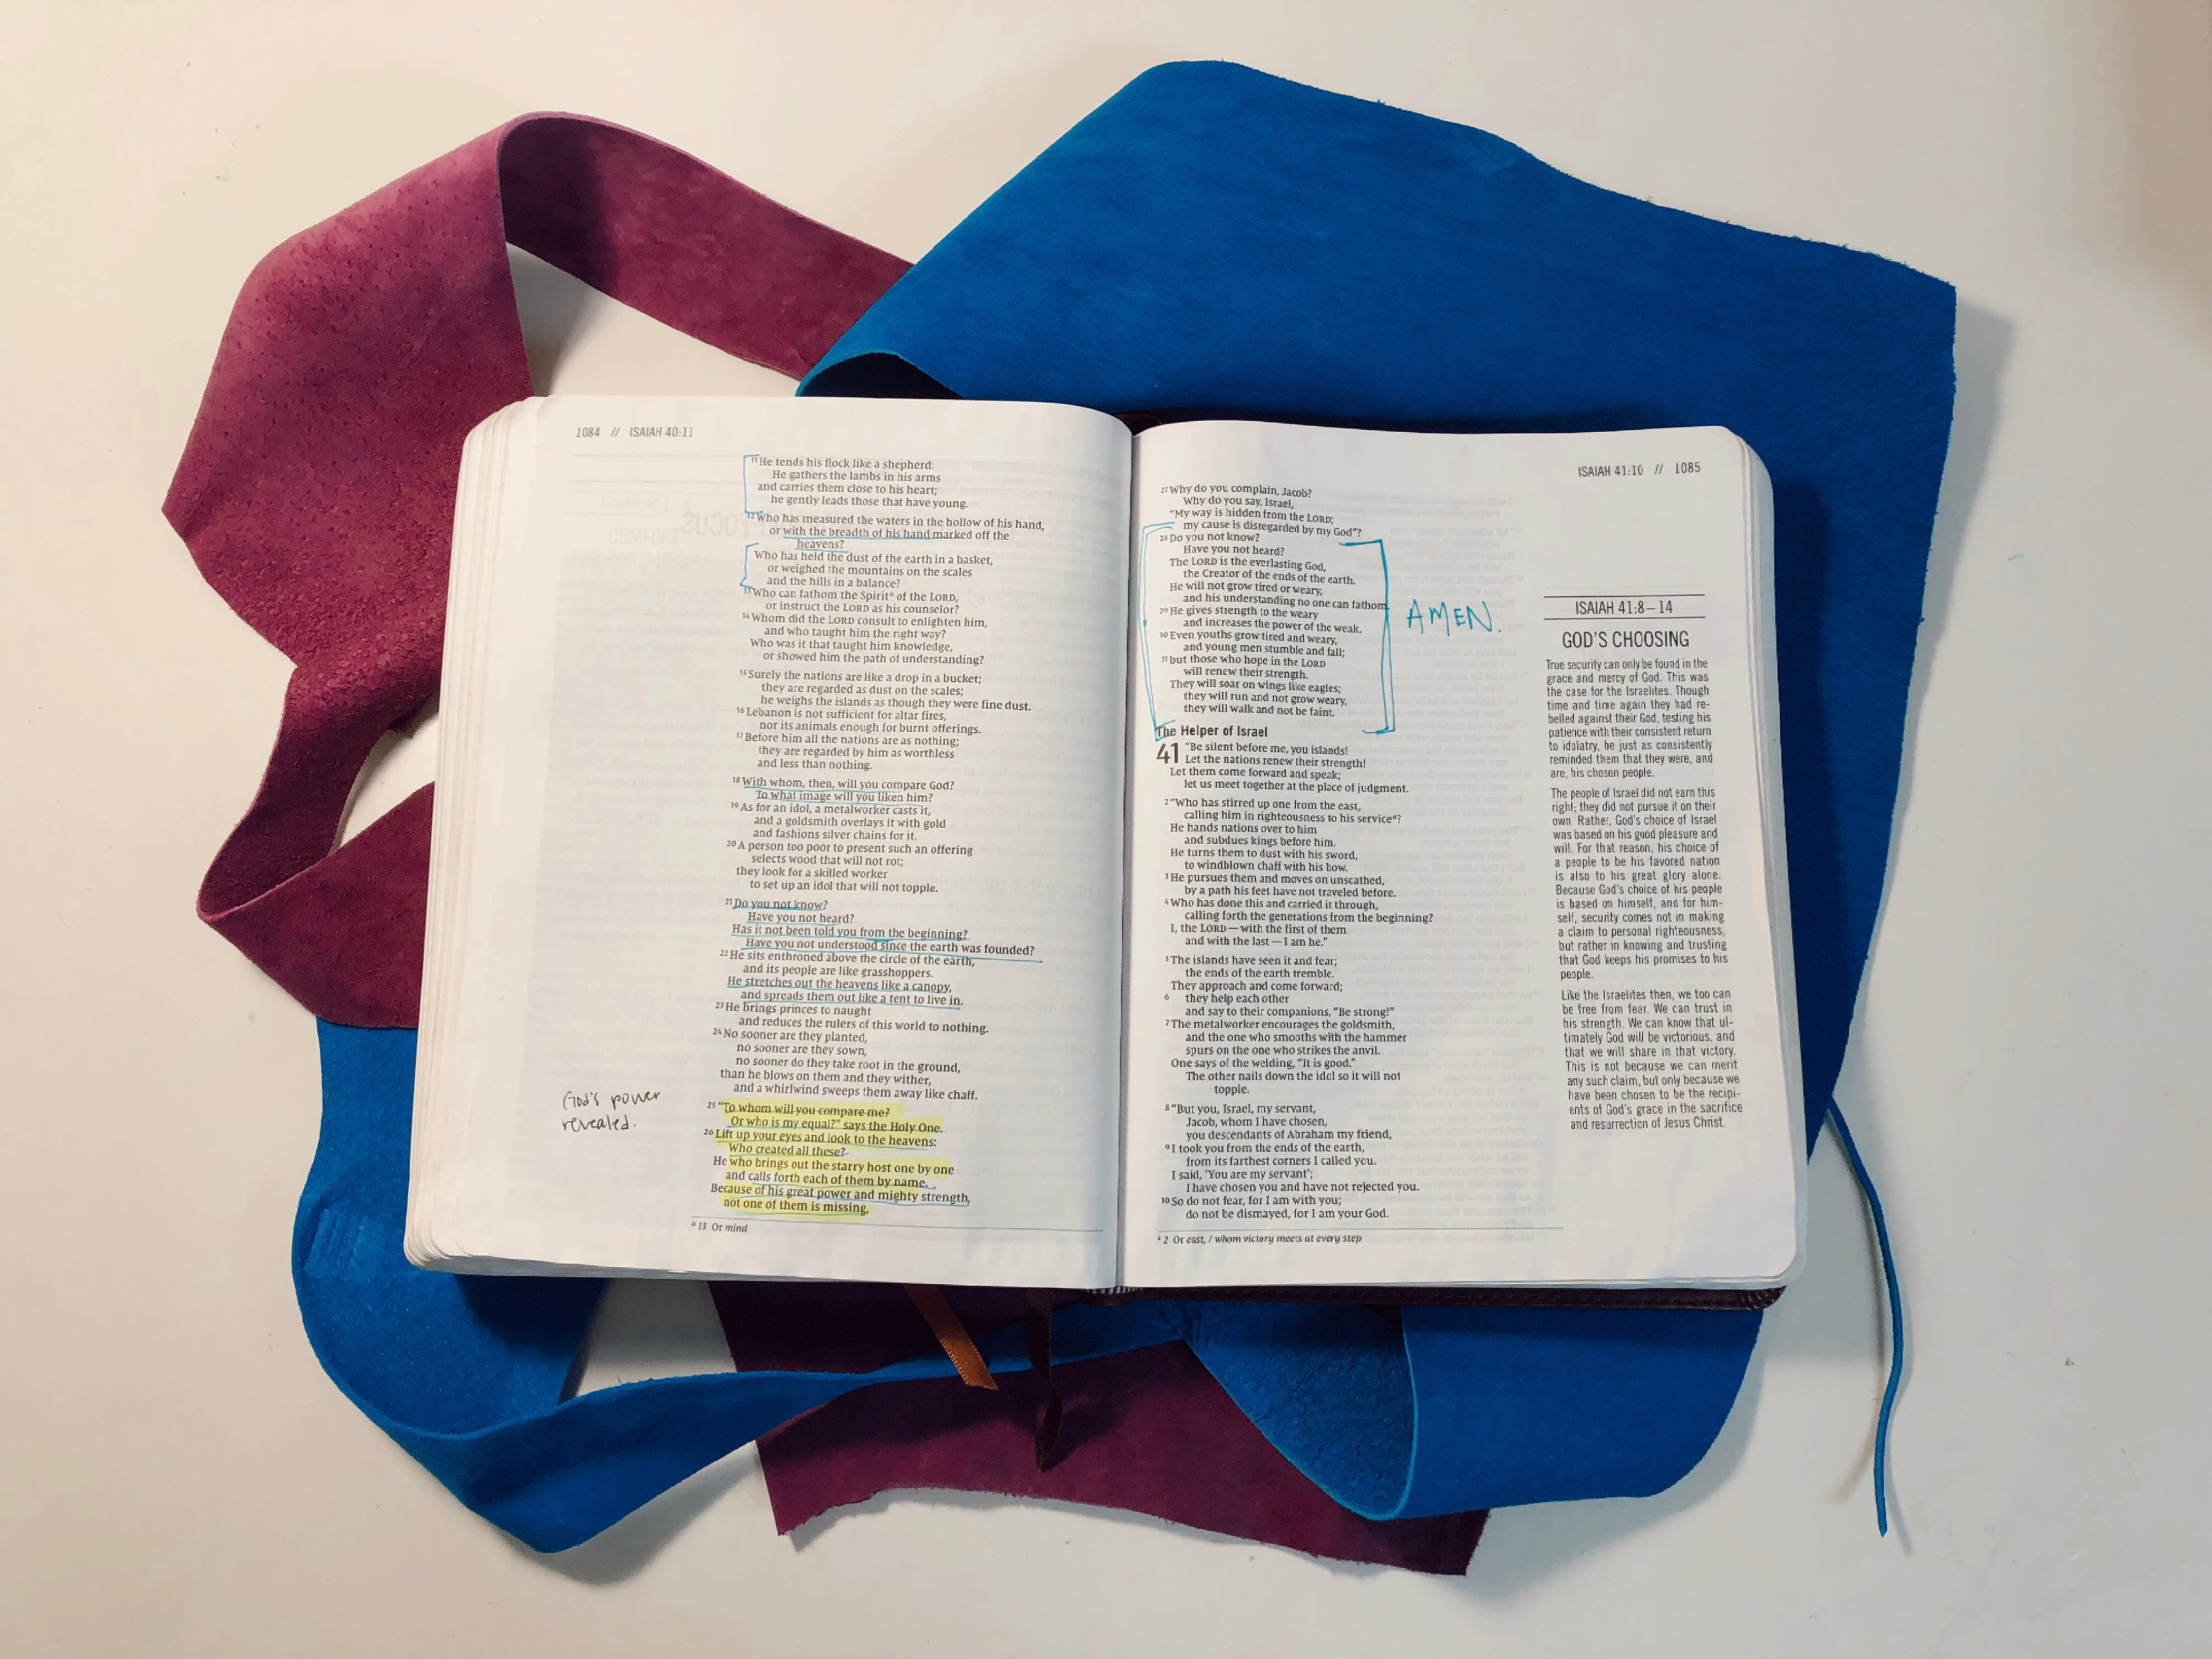 1084 // ISAIAH 40:11
11 He tends his flock like a shepherd:
He gathers the lambs in his arms
and carries them close to his heart;
he gently leads those that have young.
12 Who has measured the waters in the hollow of his hand,
or with the breadth of his hand marked off the
heavens?
Who has held the dust of the earth in a basket,
or weighed the mountains on the scales
and the hills in a balance?
13 Who can fathom the Spirit a of the LORD,
or instruct the LORD as his counselor?
14 Whom did the LORD consult to enlighten him,
and who taught him the right way?
Who was it that taught him knowledge,
or showed him the path of understanding?
15 Surely the nations are like a drop in a bucket;
they are regarded as dust on the scales;
he weighs the islands as though they were fine dust.
16 Lebanon is not sufficient for altar fires,
nor its animals enough for burnt offerings.
17 Before him all the nations are as nothing;
they are regarded by him as worthless
and less than nothing.
18 With whom, then, will you compare God?
To what image will you liken him?
19 As for an idol, a metalworker casts it,
and a goldsmith overlays it with gold
and fashions silver chains for it.
20 A person too poor to present such an offering
selects wood that will not rot;
they look for a skilled worker
to set up an idol that will not topple.
21 Do you not know?
Have you not heard?
Has it not been told you from the beginning?
Have you not understood since the earth was founded?
22 He sits enthroned above the circle of the earth,
and its people are like grasshoppers.
He stretches out the heavens like a canopy,
and spreads them out like a tent to live in.
23 He brings princes to naught
and reduces the rulers of this world to nothing.
24 No sooner are they planted,
no sooner are they sown,
no sooner do they take root in the ground,
than he blows on them and they wither,
and a whirlwind sweeps them away like chaff.
God's power
revealed.
25 "To whom will you compare me?
Or who is my equal?" says the Holy One.
26 Lift up your eyes and look to the heavens:
Who created all these?
He who brings out the starry host one by one
and calls forth each of them by name.
Because of his great power and mighty strength,
not one of them is missing.
a 13 Or mind
ISAIAH 41:10 // 1085
27 Why do you complain, Jacob?
Why do you say, Israel,
"My way is hidden from the LORD;
my cause is disregarded by my God"?
28 Do you not know?
Have you not heard?
The LORD is the everlasting God,
the Creator of the ends of the earth.
He will not grow tired or weary,
and his understanding no one can fathom.
29 He gives strength to the weary
and increases the power of the weak.
30 Even youths grow tired and weary,
and young men stumble and fall;
31 but those who hope in the LORD
will renew their strength.
They will soar on wings like eagles;
they will run and not grow weary,
they will walk and not be faint.
AMEN.
The Helper of Israel
41 "Be silent before me, you islands!
Let the nations renew their strength!
Let them come forward and speak;
let us meet together at the place of judgment.
2 "Who has stirred up one from the east,
calling him in righteousness to his service a?
He hands nations over to him
and subdues kings before him.
He turns them to dust with his sword,
to windblown chaff with his bow.
3 He pursues them and moves on unscathed,
by a path his feet have not traveled before.
4 Who has done this and carried it through,
calling forth the generations from the beginning?
I, the LORD—with the first of them
and with the last—I am he."
5 The islands have seen it and fear;
the ends of the earth tremble.
They approach and come forward;
6 they help each other
and say to their companions, "Be strong!"
7 The metalworker encourages the goldsmith,
and the one who smooths with the hammer
spurs on the one who strikes the anvil.
One says of the welding, "It is good."
The other nails down the idol so it will not
topple.
8 "But you, Israel, my servant,
Jacob, whom I have chosen,
you descendants of Abraham my friend,
9 I took you from the ends of the earth,
from its farthest corners I called you.
I said, 'You are my servant';
I have chosen you and have not rejected you.
10 So do not fear, for I am with you;
do not be dismayed, for I am your God.
a 2 Or east, / whom victory meets at every step
ISAIAH 41:8–14
GOD'S CHOOSING
True security can only be found in the
grace and mercy of God. This was
the case for the Israelites. Though
time and time again they had re-
belled against their God, testing his
patience with their consistent return
to idolatry, he just as consistently
reminded them that they were, and
are, his chosen people.
The people of Israel did not earn this
right; they did not pursue it on their
own. Rather, God's choice of Israel
was based on his good pleasure and
will. For that reason, his choice of
a people to be his favored nation
is also to his great glory alone.
Because God's choice of his people
is based on himself, and for him-
self, security comes not in making
a claim to personal righteousness,
but rather in knowing and trusting
that God keeps his promises to his
people.
Like the Israelites then, we too can
be free from fear. We can trust in
his strength. We can know that ul-
timately God will be victorious, and
that we will share in that victory.
This is not because we can merit
any such claim, but only because we
have been chosen to be the recipi-
ents of God's grace in the sacrifice
and resurrection of Jesus Christ.